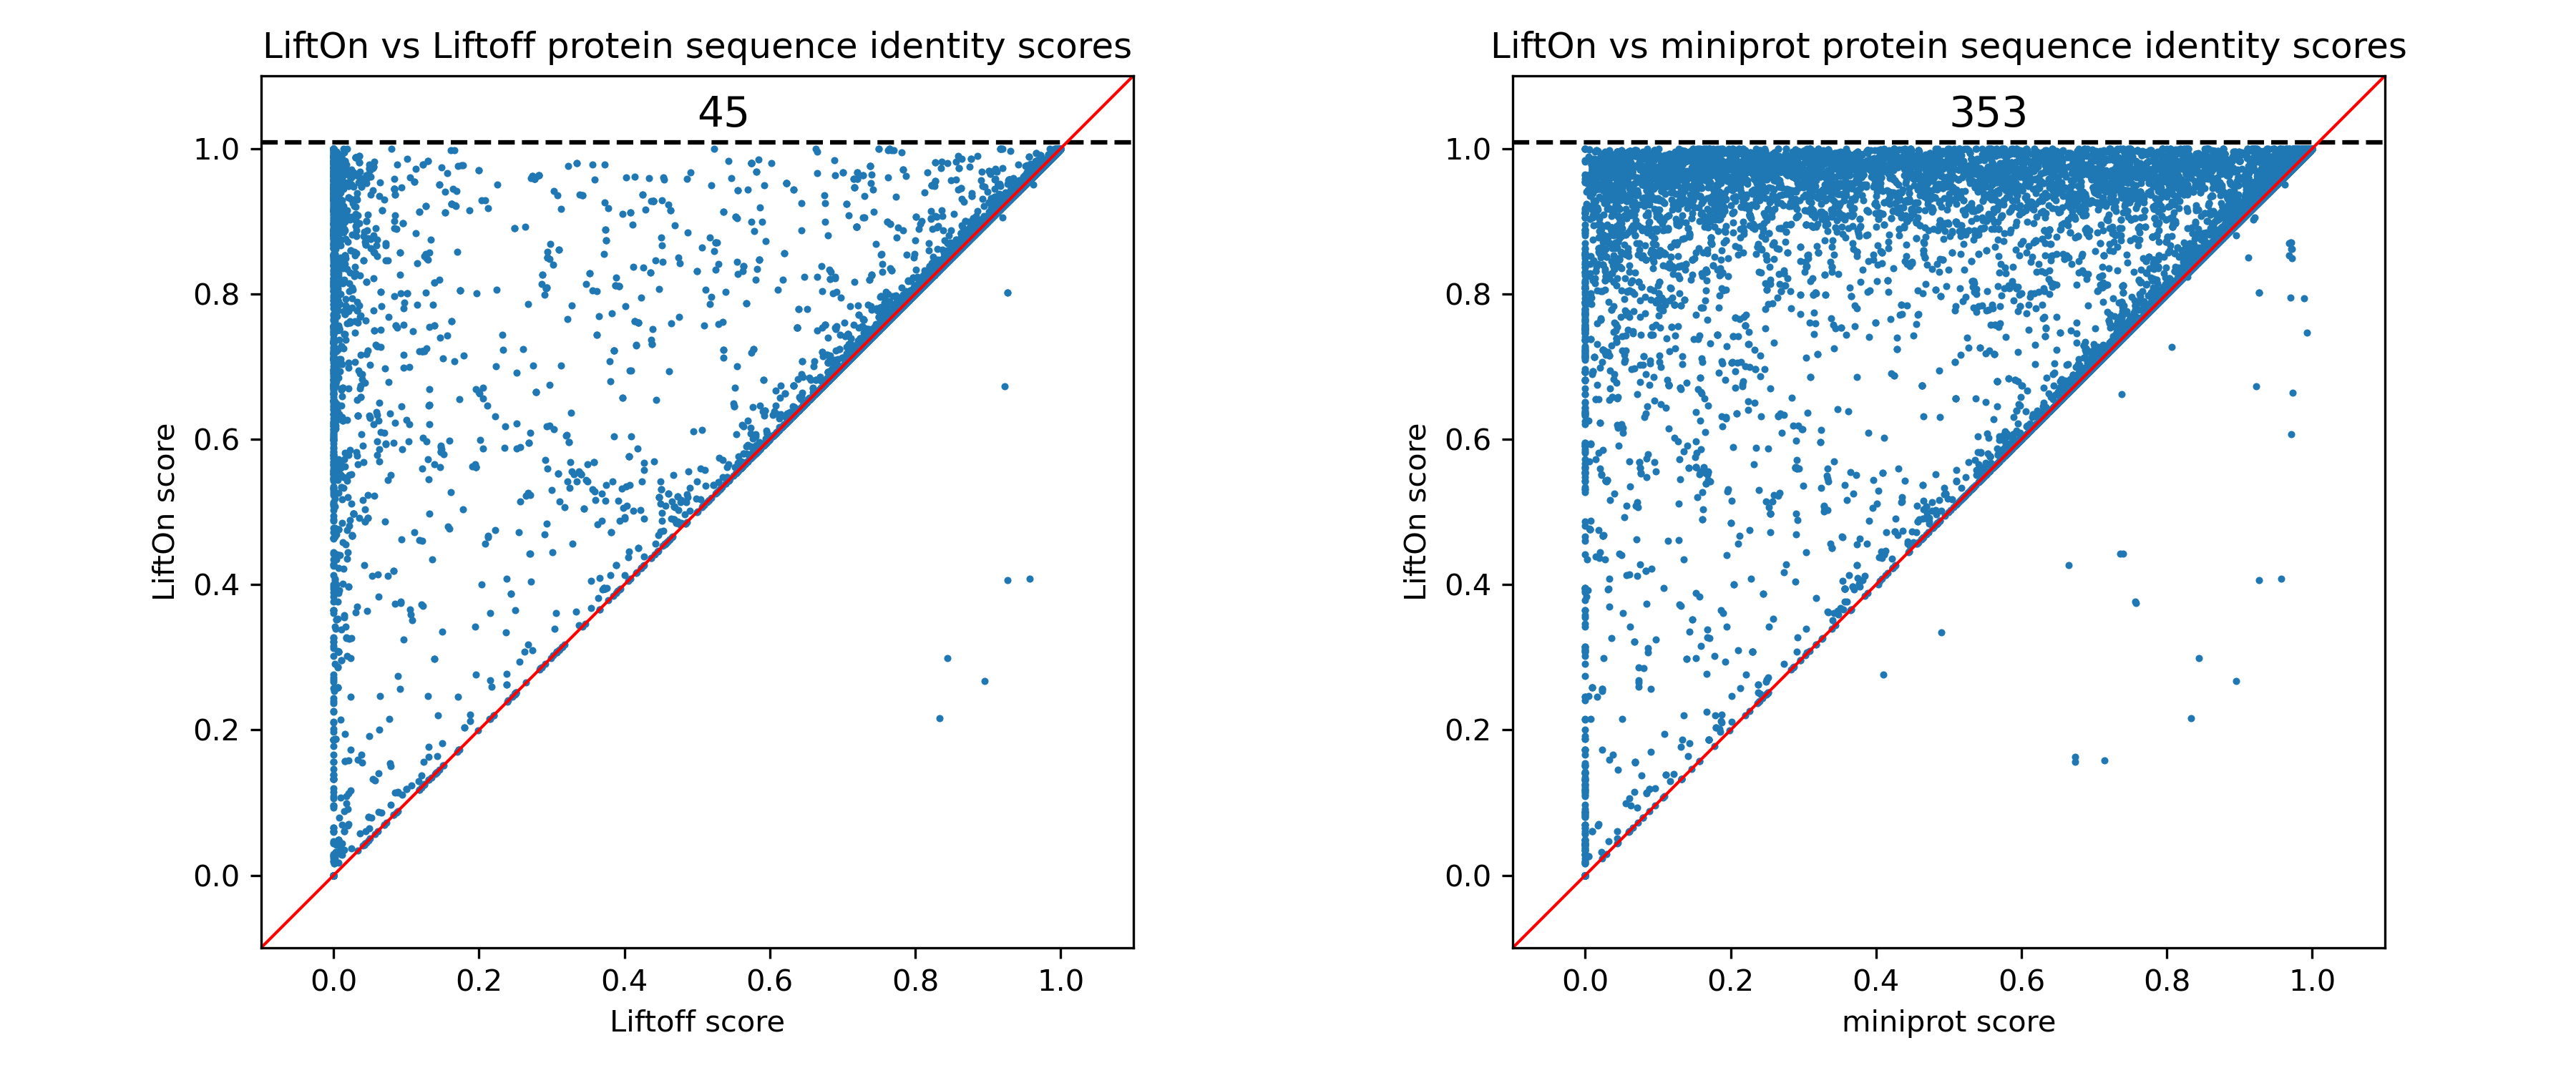 LiftOn vs Liftoff protein sequence identity scores
45
1.0
0.8
0.6
0.4
0.2
0.0
LiftOn score
0.0 0.2 0.4 0.6 0.8 1.0
Liftoff score
LiftOn vs miniprot protein sequence identity scores
353
1.0
0.8
0.6
0.4
0.2
0.0
LiftOn score
0.0 0.2 0.4 0.6 0.8 1.0
miniprot score